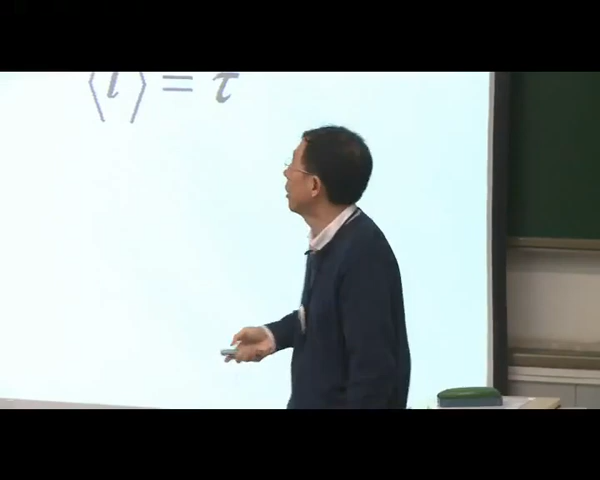 ⟨t⟩ = τ